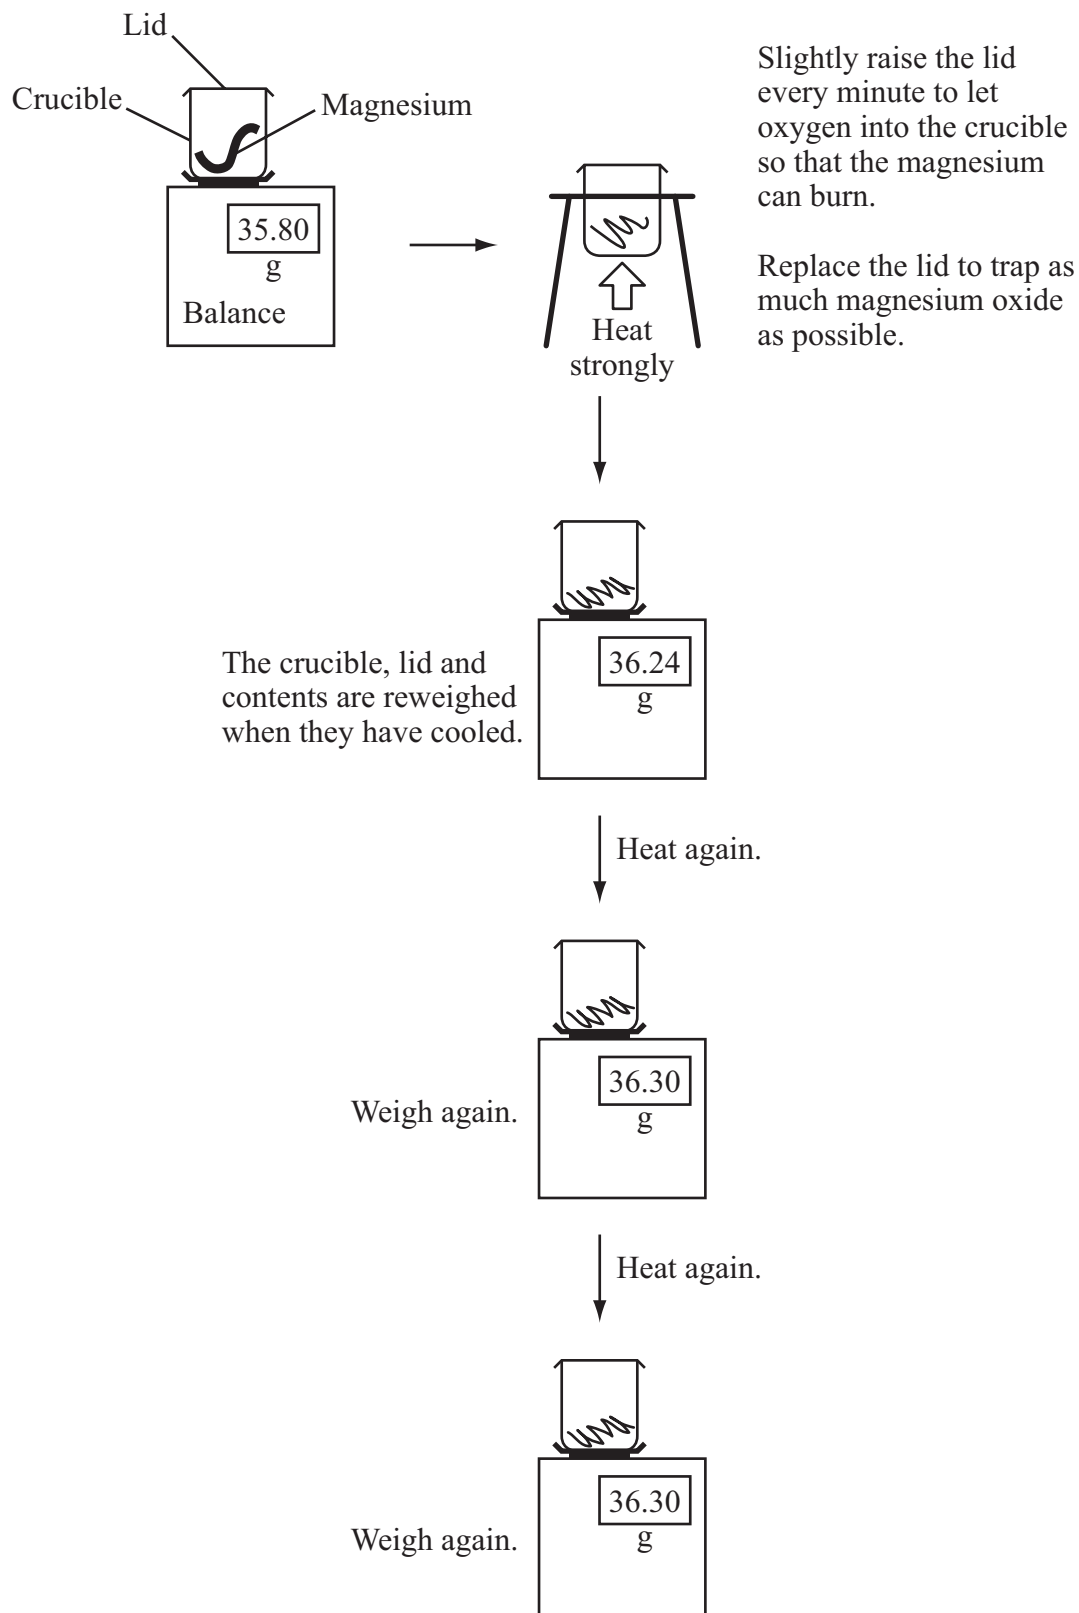 Lid
Crucible
Magnesium
35.80
g
Balance
Heat
strongly
Slightly raise the lid
every minute to let
oxygen into the crucible
so that the magnesium
can burn.
Replace the lid to trap as
much magnesium oxide
as possible.
The crucible, lid and
contents are reweighed
when they have cooled.
36.24
g
Heat again.
Weigh again.
36.30
g
Heat again.
Weigh again.
36.30
g